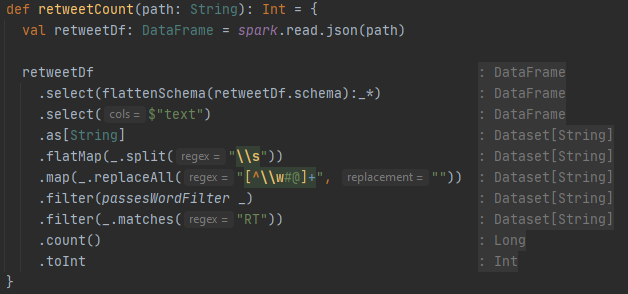 def retweetCount(path: String): Int = {
  val retweetDf: DataFrame = spark.read.json(path)
  retweetDf : DataFrame
    .select(flattenSchema(retweetDf.schema):_*) : DataFrame
    .select( cols = $"text") : DataFrame
    .as[String] : Dataset[String]
    .flatMap(_.split( regex = "\\s")) : Dataset[String]
    .map(_.replaceAll( regex = "[^\\w#@]+", replacement = "")) : Dataset[String]
    .filter(passesWordFilter _) : Dataset[String]
    .filter(_.matches( regex = "RT")) : Dataset[String]
    .count() : Long
    .toInt : Int
}